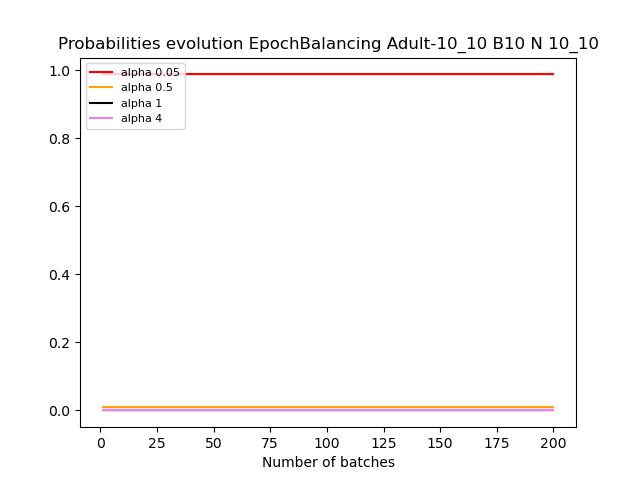 Probabilities evolution EpochBalancing Adult-10_10 B10 N 10_10
1.0
0.8
0.6
0.4
0.2
0.0
alpha 0.05
alpha 0.5
alpha 1
alpha 4
0 25 50 75 100 125 150 175 200
Number of batches